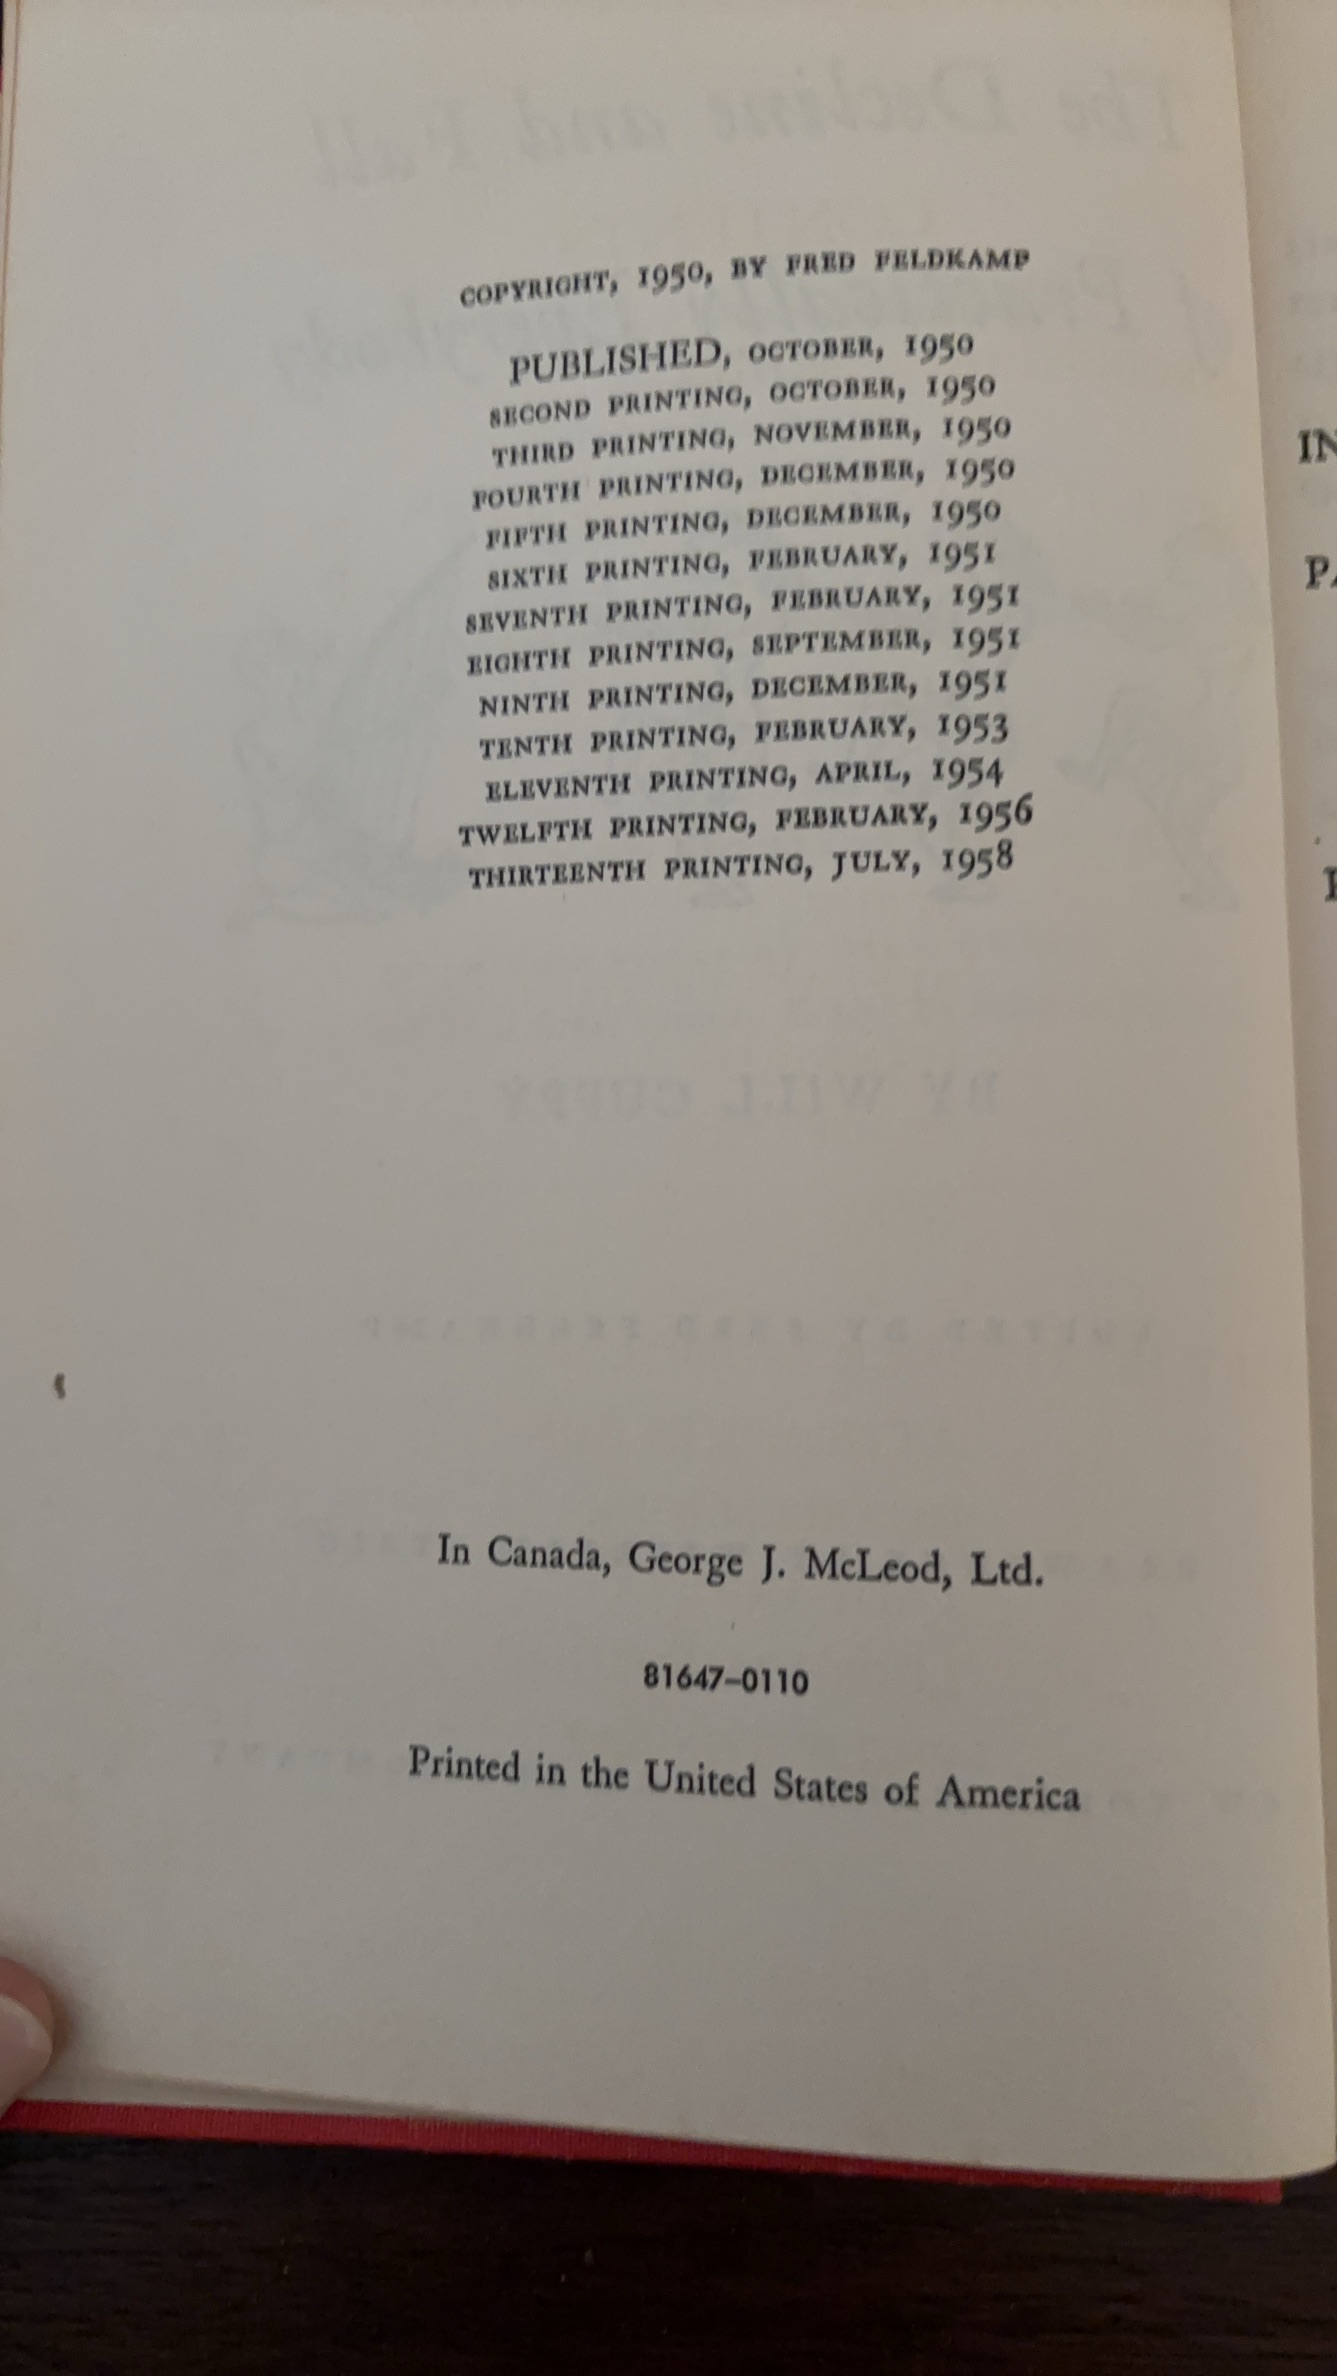 COPYRIGHT, 1950, BY FRED FELDKAMP
PUBLISHED, OCTOBER, 1950
SECOND PRINTING, OCTOBER, 1950
THIRD PRINTING, NOVEMBER, 1950
FOURTH PRINTING, DECEMBER, 1950
FIFTH PRINTING, DECEMBER, 1950
SIXTH PRINTING, FEBRUARY, 1951
SEVENTH PRINTING, FEBRUARY, 1951
EIGHTH PRINTING, SEPTEMBER, 1951
NINTH PRINTING, DECEMBER, 1951
TENTH PRINTING, FEBRUARY, 1953
ELEVENTH PRINTING, APRIL, 1954
TWELFTH PRINTING, FEBRUARY, 1956
THIRTEENTH PRINTING, JULY, 1958
In Canada, George J. McLeod, Ltd.
81647–0110
Printed in the United States of America